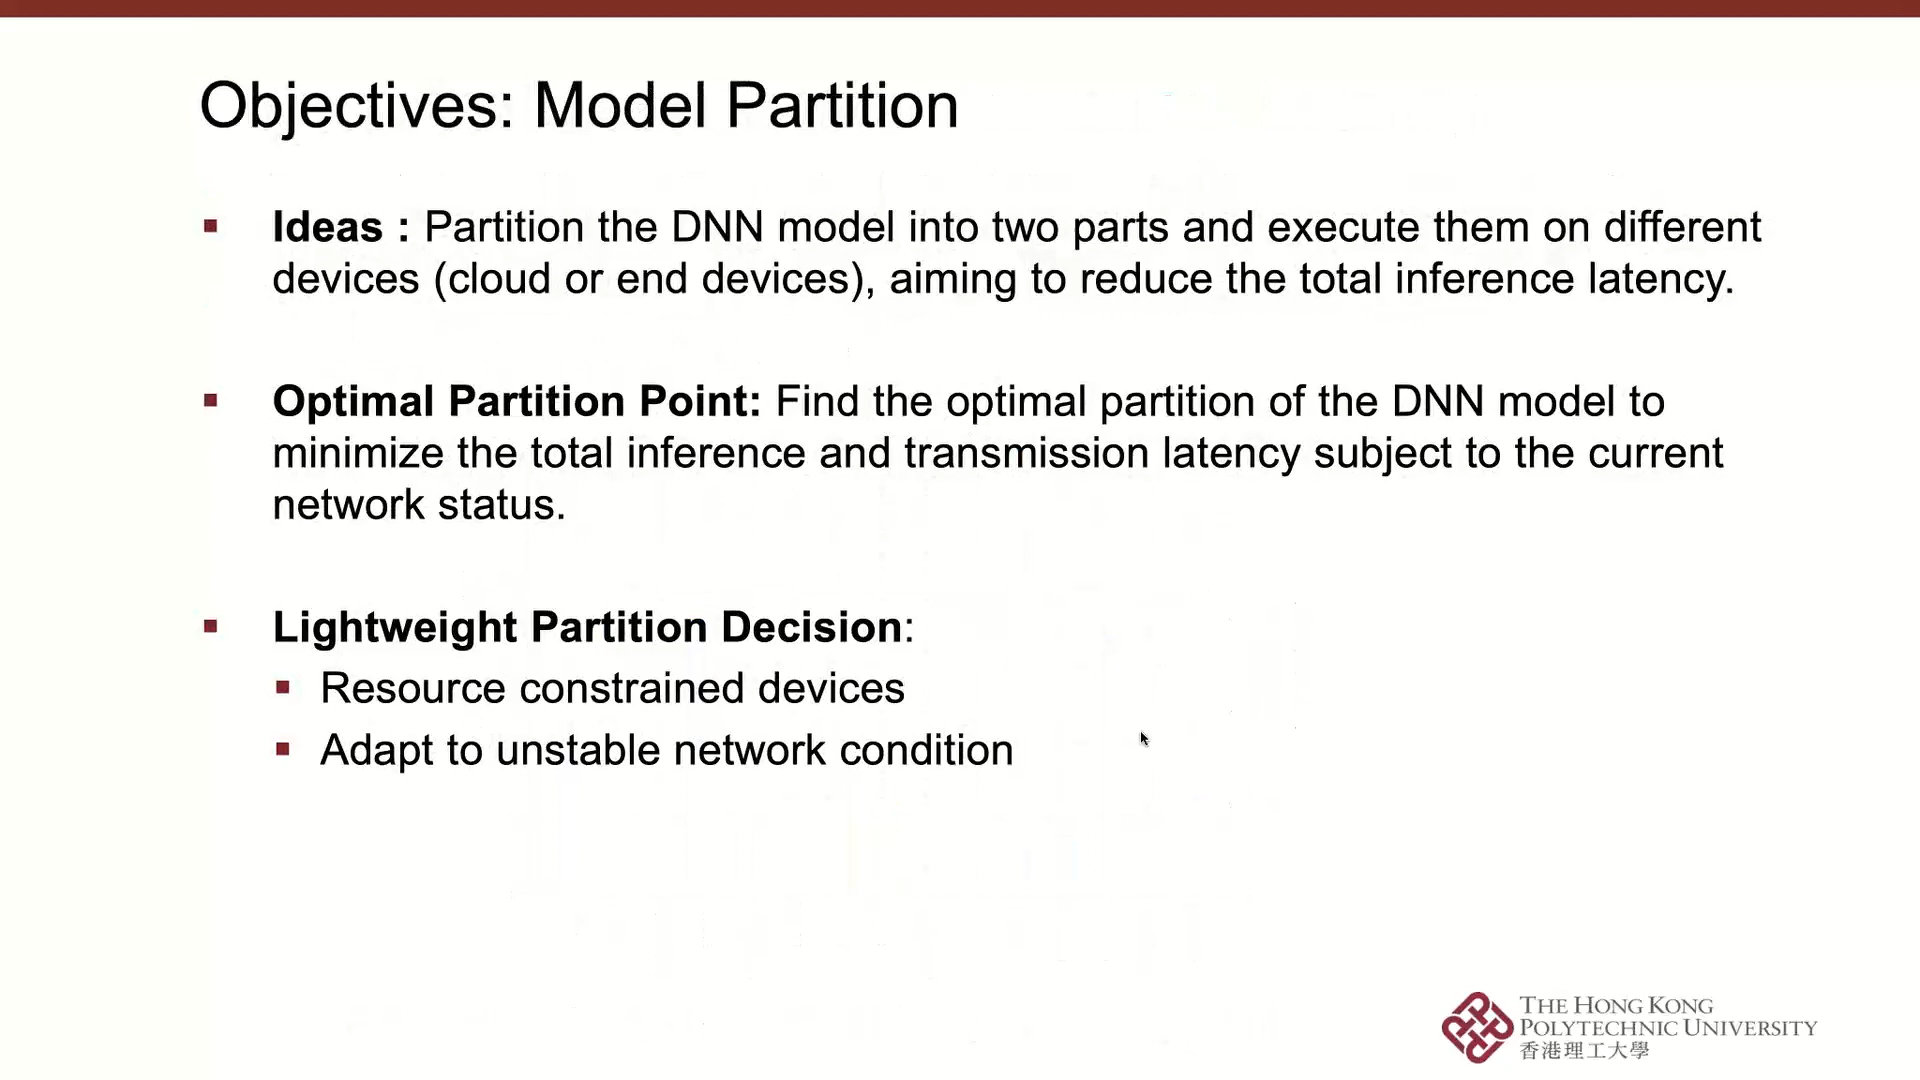 Objectives: Model Partition
Ideas : Partition the DNN model into two parts and execute them on different
devices (cloud or end devices), aiming to reduce the total inference latency.
Optimal Partition Point: Find the optimal partition of the DNN model to
minimize the total inference and transmission latency subject to the current
network status.
Lightweight Partition Decision:
Resource constrained devices
Adapt to unstable network condition
THE HONG KONG
POLYTECHNIC UNIVERSITY
香港理工大學